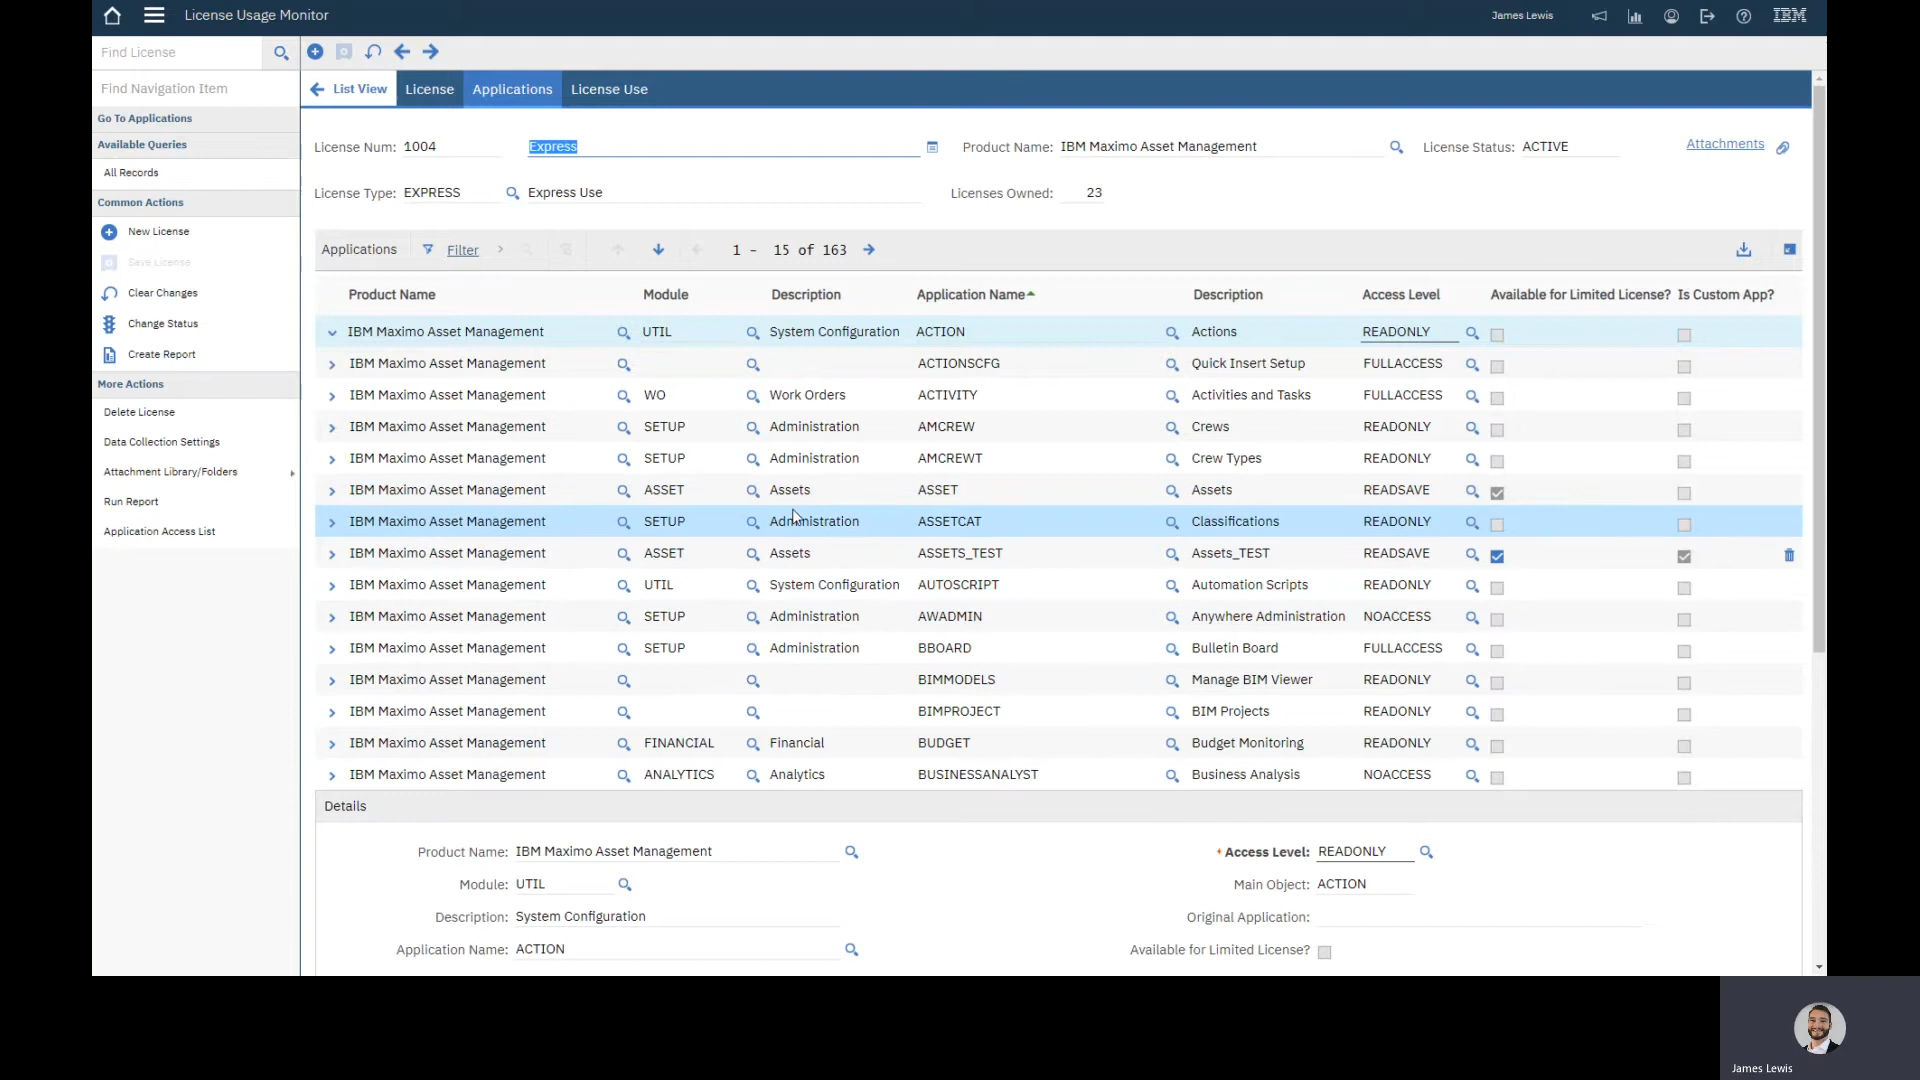 License Usage Monitor
James Lewis
IBM
Find License
Find Navigation Item
Go To Applications
Available Queries
All Records
Common Actions
New License
Save License
Clear Changes
Change Status
Create Report
More Actions
Delete License
Data Collection Settings
Attachment Library/Folders
Run Report
Application Access List
List View License Applications License Use
License Num: 1004 Express Product Name: IBM Maximo Asset Management License Status: ACTIVE Attachments
License Type: EXPRESS Express Use Licenses Owned: 23
Applications Filter 1 - 15 of 163
Product Name Module Description Application Name Description Access Level Available for Limited License? Is Custom App?
IBM Maximo Asset Management UTIL System Configuration ACTION Actions READONLY
IBM Maximo Asset Management ACTIONSCFG Quick Insert Setup FULLACCESS
IBM Maximo Asset Management WO Work Orders ACTIVITY Activities and Tasks FULLACCESS
IBM Maximo Asset Management SETUP Administration AMCREW Crews READONLY
IBM Maximo Asset Management SETUP Administration AMCREWT Crew Types READONLY
IBM Maximo Asset Management ASSET Assets ASSET Assets READSAVE
IBM Maximo Asset Management SETUP Administration ASSETCAT Classifications READONLY
IBM Maximo Asset Management ASSET Assets ASSETS_TEST Assets_TEST READSAVE
IBM Maximo Asset Management UTIL System Configuration AUTOSCRIPT Automation Scripts READONLY
IBM Maximo Asset Management SETUP Administration AWADMIN Anywhere Administration NOACCESS
IBM Maximo Asset Management SETUP Administration BBOARD Bulletin Board FULLACCESS
IBM Maximo Asset Management BIMMODELS Manage BIM Viewer READONLY
IBM Maximo Asset Management BIMPROJECT BIM Projects READONLY
IBM Maximo Asset Management FINANCIAL Financial BUDGET Budget Monitoring READONLY
IBM Maximo Asset Management ANALYTICS Analytics BUSINESSANALYST Business Analysis NOACCESS
Details
Product Name: IBM Maximo Asset Management * Access Level: READONLY
Module: UTIL Main Object: ACTION
Description: System Configuration Original Application:
Application Name: ACTION Available for Limited License?
James Lewis